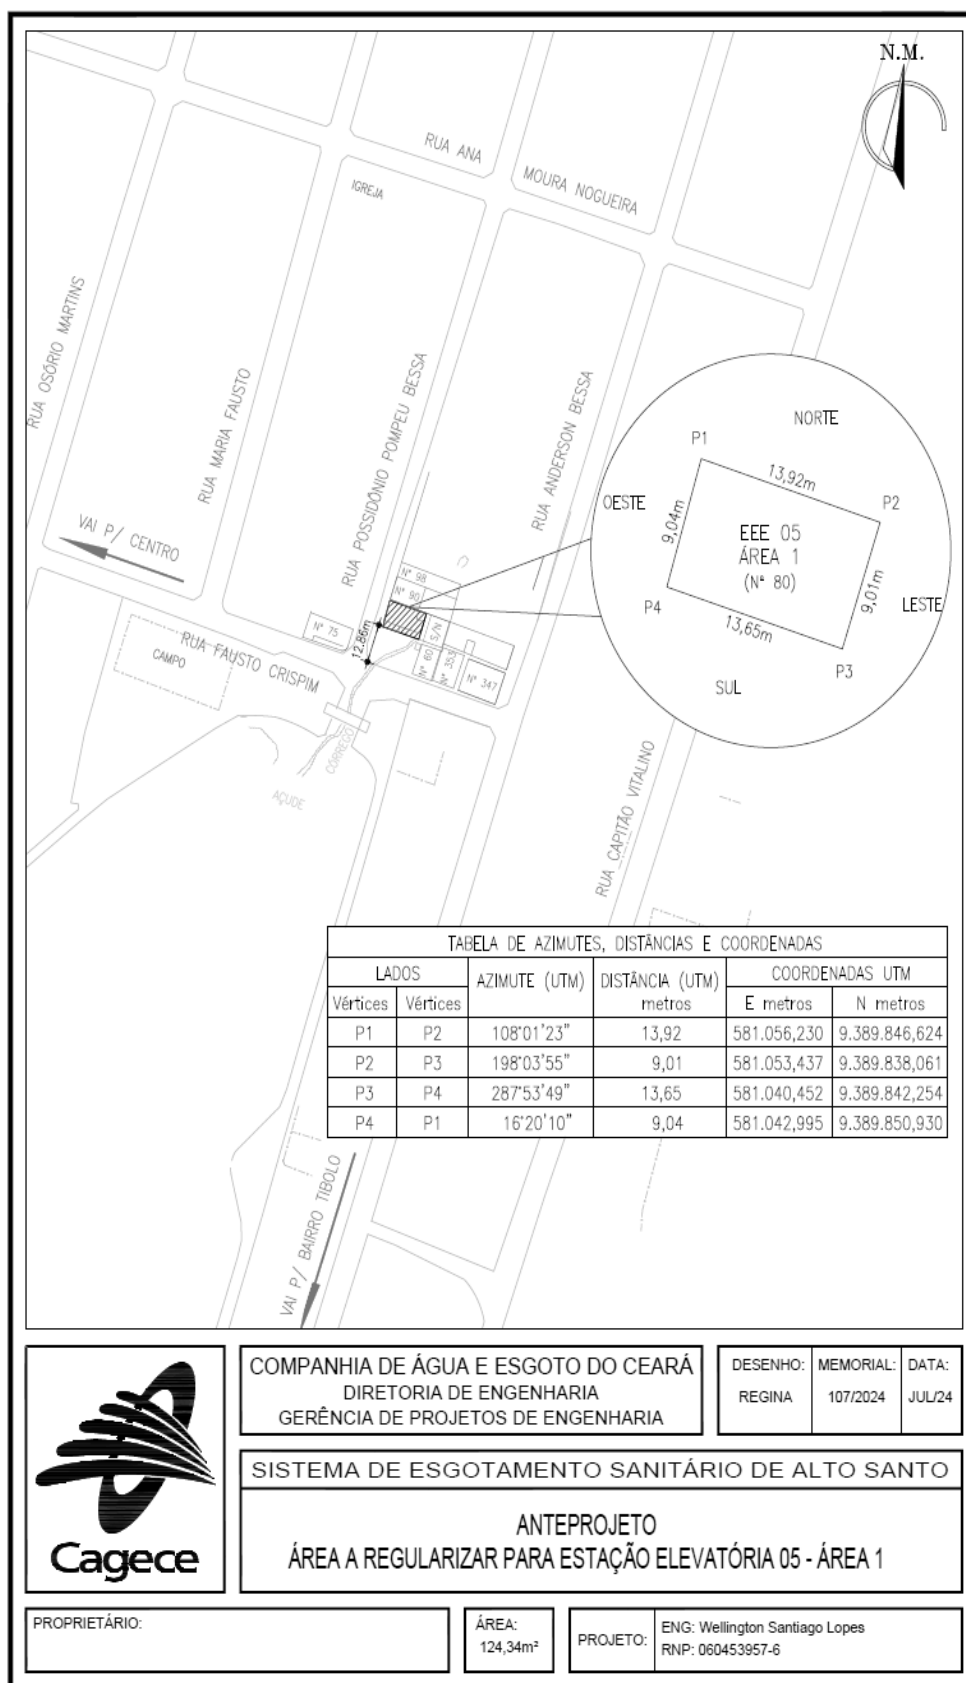 N.M.
RUA ANA
MOURA NOGUEIRA
IGREJA
RUA OSÓRIO MARTINS
RUA MARIA FAUSTO
RUA POSSIDÔNIO POMPEU BESSA
RUA ANDERSON BESSA
NORTE
P1
13,92m
P2
OESTE
9,04m
EEE 05
ÁREA 1
(N° 80)
9,01m
LESTE
P4
13,65m
P3
SUL
VAI P/ CENTRO
N° 98
N° 90
N° 75
12,86m
S/N
N° 60
N° 353
N° 347
CAMPO
RUA FAUSTO CRISPIM
CÓRREGO
AÇUDE
RUA CAPITÃO VITALINO
TABELA DE AZIMUTES, DISTÂNCIAS E COORDENADAS
LADOS AZIMUTE (UTM) DISTÂNCIA (UTM) metros COORDENADAS UTM
Vértices Vértices E metros N metros
P1 P2 108°01'23" 13,92 581.056,230 9.389.846,624
P2 P3 198°03'55" 9,01 581.053,437 9.389.838,061
P3 P4 287°53'49" 13,65 581.040,452 9.389.842,254
P4 P1 16°20'10" 9,04 581.042,995 9.389.850,930
VAI P/ BAIRRO TIBOLO
Cagece
COMPANHIA DE ÁGUA E ESGOTO DO CEARÁ
DIRETORIA DE ENGENHARIA
GERÊNCIA DE PROJETOS DE ENGENHARIA
DESENHO: MEMORIAL: DATA:
REGINA 107/2024 JUL/24
SISTEMA DE ESGOTAMENTO SANITÁRIO DE ALTO SANTO
ANTEPROJETO
ÁREA A REGULARIZAR PARA ESTAÇÃO ELEVATÓRIA 05 - ÁREA 1
PROPRIETÁRIO:
ÁREA:
124,34m²
PROJETO:
ENG: Wellington Santiago Lopes
RNP: 060453957-6